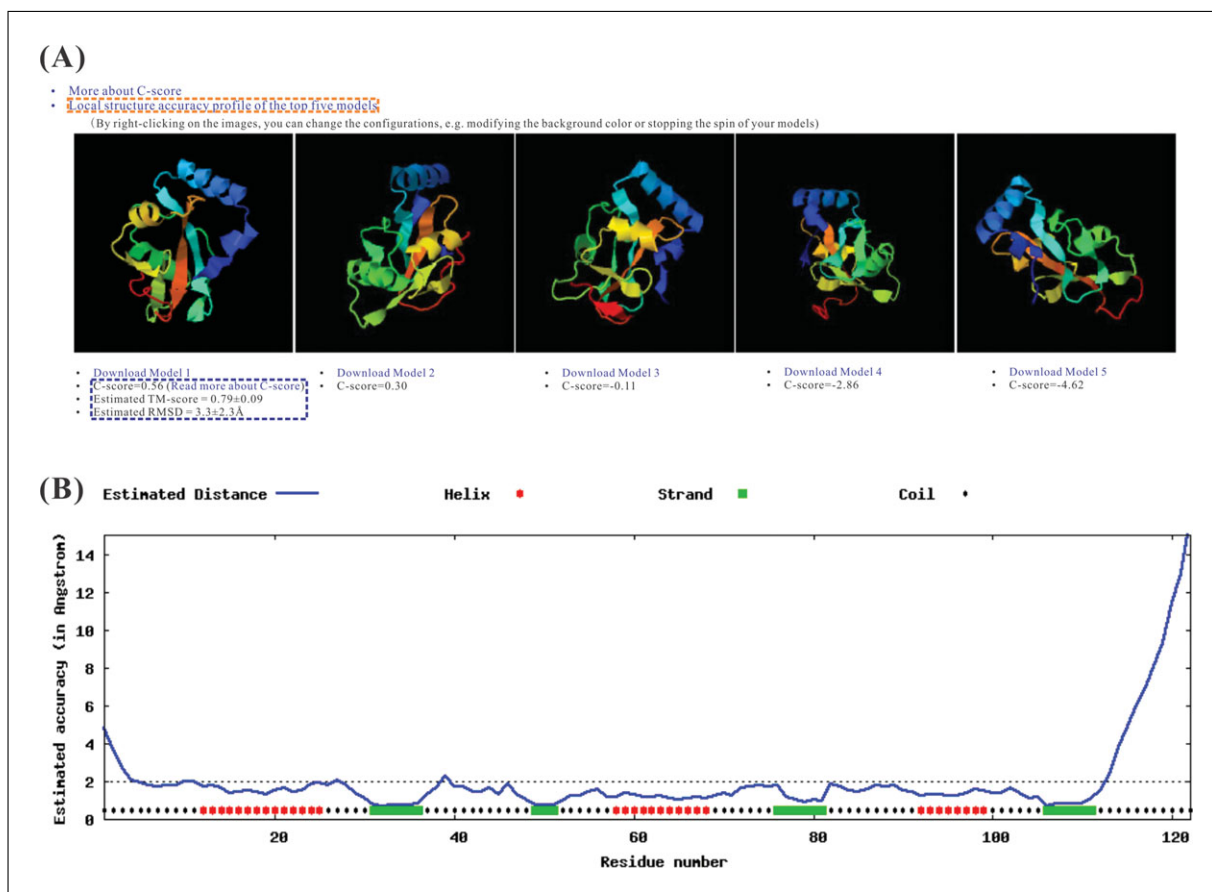 (A)
• More about C-score
• Local structure accuracy profile of the top five models
(By right-clicking on the images, you can change the configurations, e.g. modifying the background color or stopping the spin of your models)
• Download Model 1
• C-score=0.56 (Read more about C-score)
• Estimated TM-score = 0.79±0.09
• Estimated RMSD = 3.3±2.3Å
• Download Model 2
• C-score=0.30
• Download Model 3
• C-score=-0.11
• Download Model 4
• C-score=-2.86
• Download Model 5
• C-score=-4.62
(B)
Estimated Distance Helix Strand Coil
Estimated accuracy (in Angstrom)
14
12
10
8
6
4
2
0
20 40 60 80 100 120
Residue number